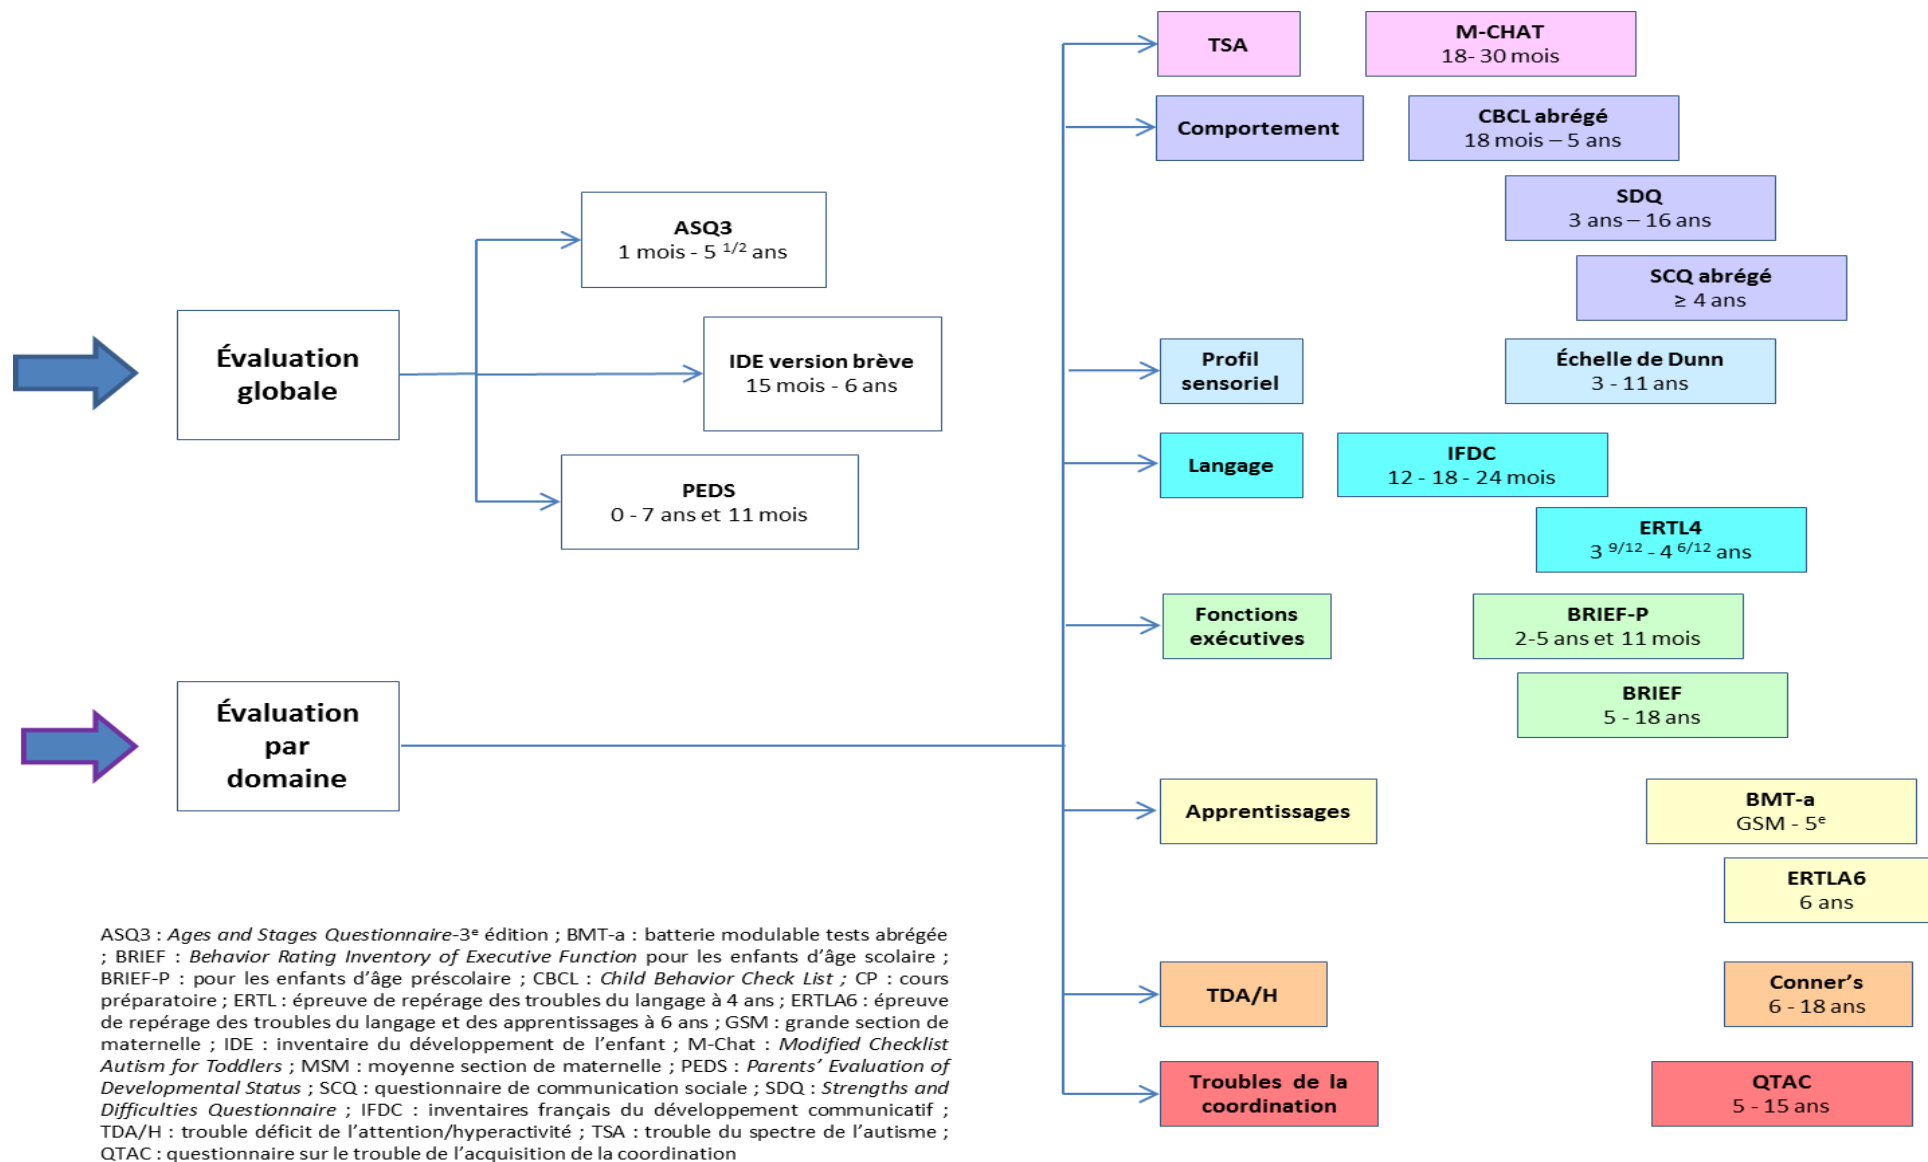 Évaluation
globale
ASQ3
1 mois - 5 1/2 ans
IDE version brève
15 mois - 6 ans
PEDS
0 - 7 ans et 11 mois
Évaluation
par
domaine
TSA
M-CHAT
18- 30 mois
Comportement
CBCL abrégé
18 mois – 5 ans
SDQ
3 ans – 16 ans
SCQ abrégé
≥ 4 ans
Profil
sensoriel
Échelle de Dunn
3 - 11 ans
Langage
IFDC
12 - 18 - 24 mois
ERTL4
3 9/12 - 4 6/12 ans
Fonctions
exécutives
BRIEF-P
2-5 ans et 11 mois
BRIEF
5 - 18 ans
Apprentissages
BMT-a
GSM - 5e
ERTLA6
6 ans
TDA/H
Conner’s
6 - 18 ans
Troubles de la
coordination
QTAC
5 - 15 ans
ASQ3 : Ages and Stages Questionnaire-3e édition ; BMT-a : batterie modulable tests abrégée
; BRIEF : Behavior Rating Inventory of Executive Function pour les enfants d’âge scolaire ;
BRIEF-P : pour les enfants d’âge préscolaire ; CBCL : Child Behavior Check List ; CP : cours
préparatoire ; ERTL : épreuve de repérage des troubles du langage à 4 ans ; ERTLA6 : épreuve
de repérage des troubles du langage et des apprentissages à 6 ans ; GSM : grande section de
maternelle ; IDE : inventaire du développement de l’enfant ; M-Chat : Modified Checklist
Autism for Toddlers ; MSM : moyenne section de maternelle ; PEDS : Parents’ Evaluation of
Developmental Status ; SCQ : questionnaire de communication sociale ; SDQ : Strengths and
Difficulties Questionnaire ; IFDC : inventaires français du développement communicatif ;
TDA/H : trouble déficit de l’attention/hyperactivité ; TSA : trouble du spectre de l’autisme ;
QTAC : questionnaire sur le trouble de l’acquisition de la coordination